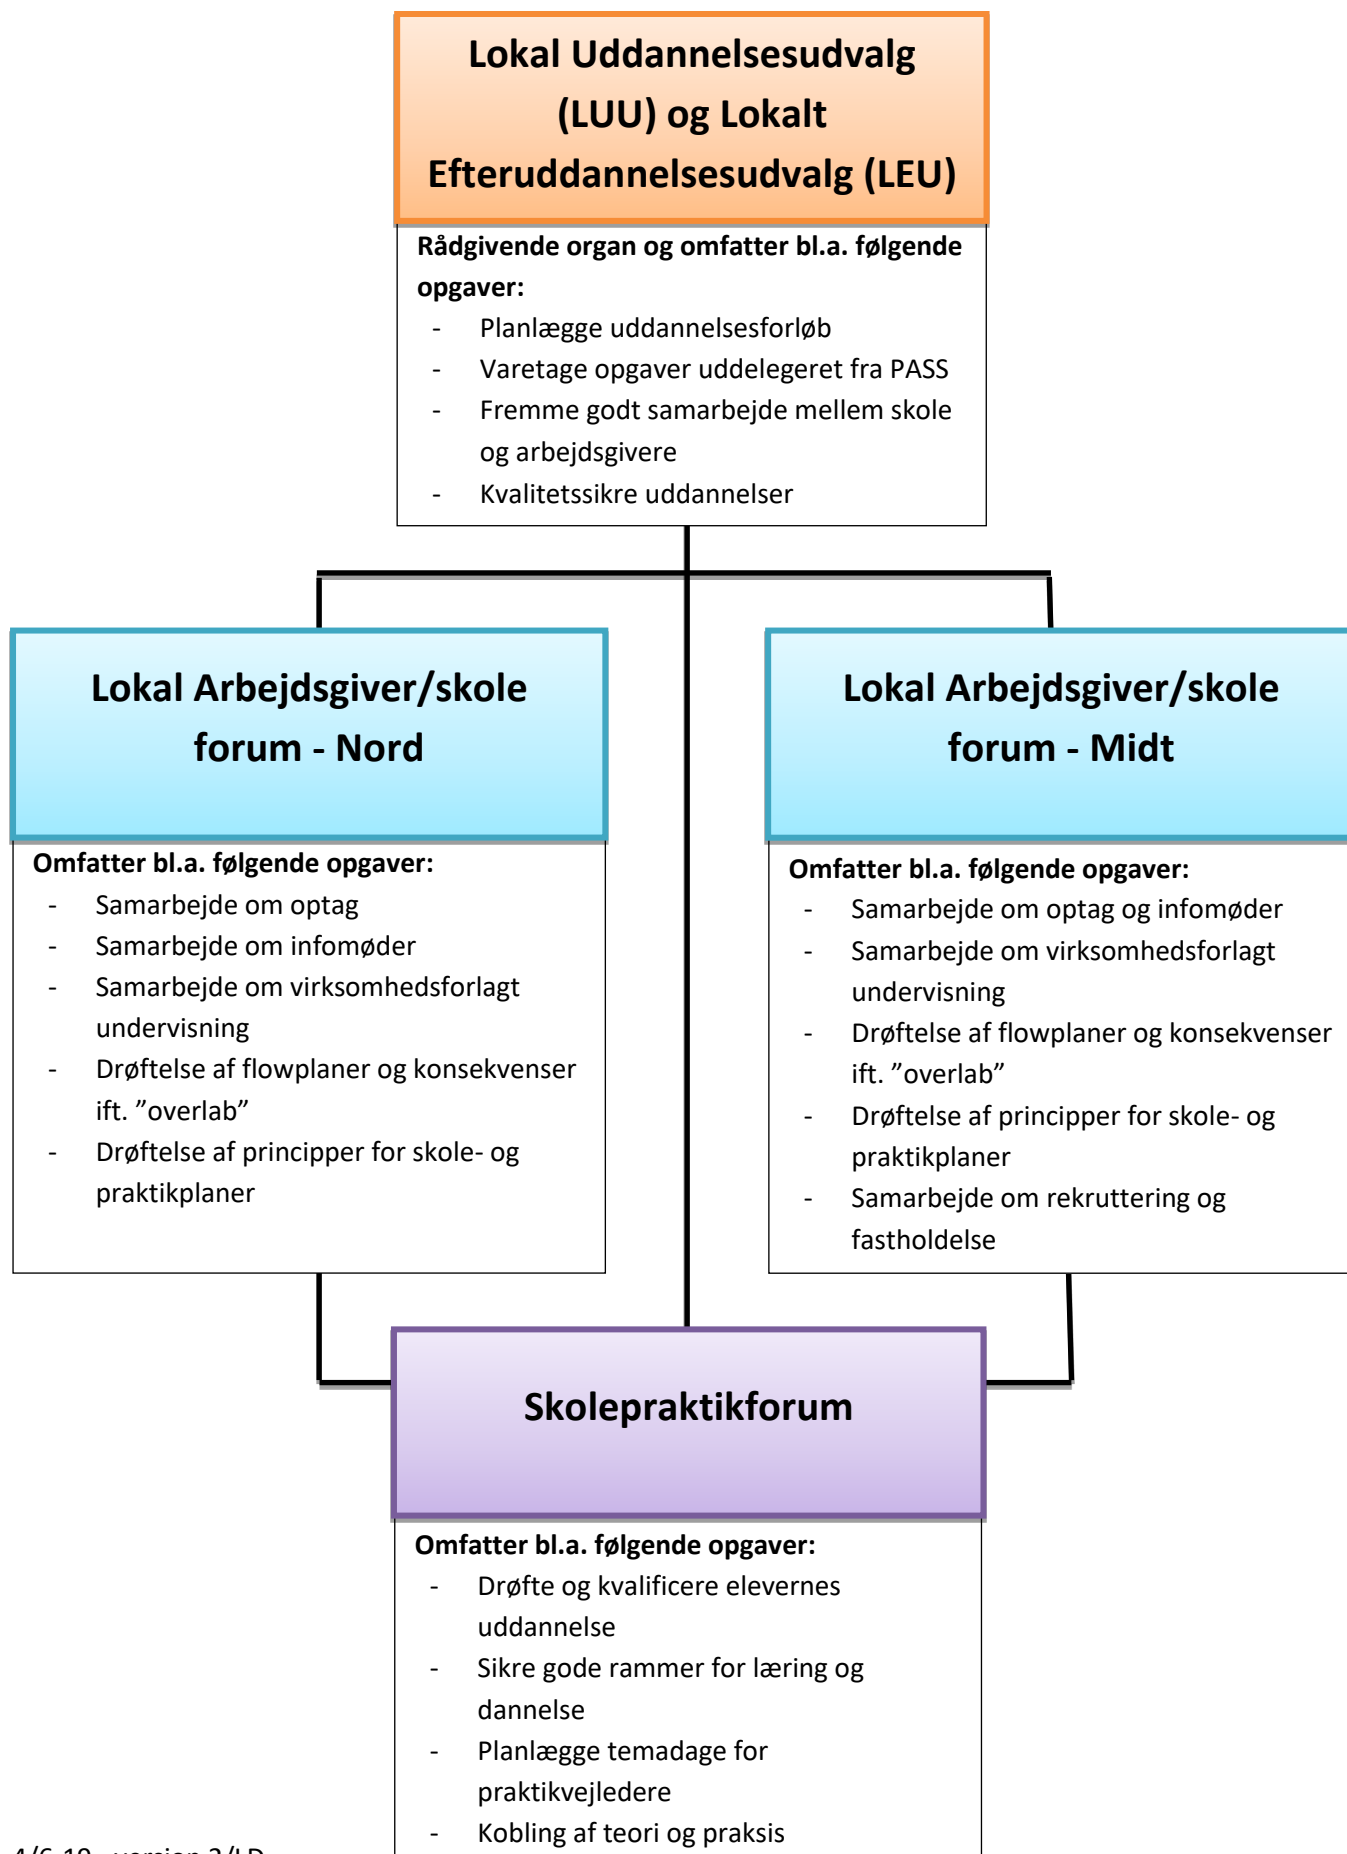 Lokal Uddannelsesudvalg
(LUU) og Lokalt
Efteruddannelsesudvalg (LEU)
Rådgivende organ og omfatter bl.a. følgende
opgaver:
- Planlægge uddannelsesforløb
- Varetage opgaver uddelegeret fra PASS
- Fremme godt samarbejde mellem skole
og arbejdsgivere
- Kvalitetssikre uddannelser
Lokal Arbejdsgiver/skole
forum - Nord
Omfatter bl.a. følgende opgaver:
- Samarbejde om optag
- Samarbejde om infomøder
- Samarbejde om virksomhedsforlagt
undervisning
- Drøftelse af flowplaner og konsekvenser
ift. ”overlab”
- Drøftelse af principper for skole- og
praktikplaner
Lokal Arbejdsgiver/skole
forum - Midt
Omfatter bl.a. følgende opgaver:
- Samarbejde om optag og infomøder
- Samarbejde om virksomhedsforlagt
undervisning
- Drøftelse af flowplaner og konsekvenser
ift. ”overlab”
- Drøftelse af principper for skole- og
praktikplaner
- Samarbejde om rekruttering og
fastholdelse
Skolepraktikforum
Omfatter bl.a. følgende opgaver:
- Drøfte og kvalificere elevernes
uddannelse
- Sikre gode rammer for læring og
dannelse
- Planlægge temadage for
praktikvejledere
- Kobling af teori og praksis